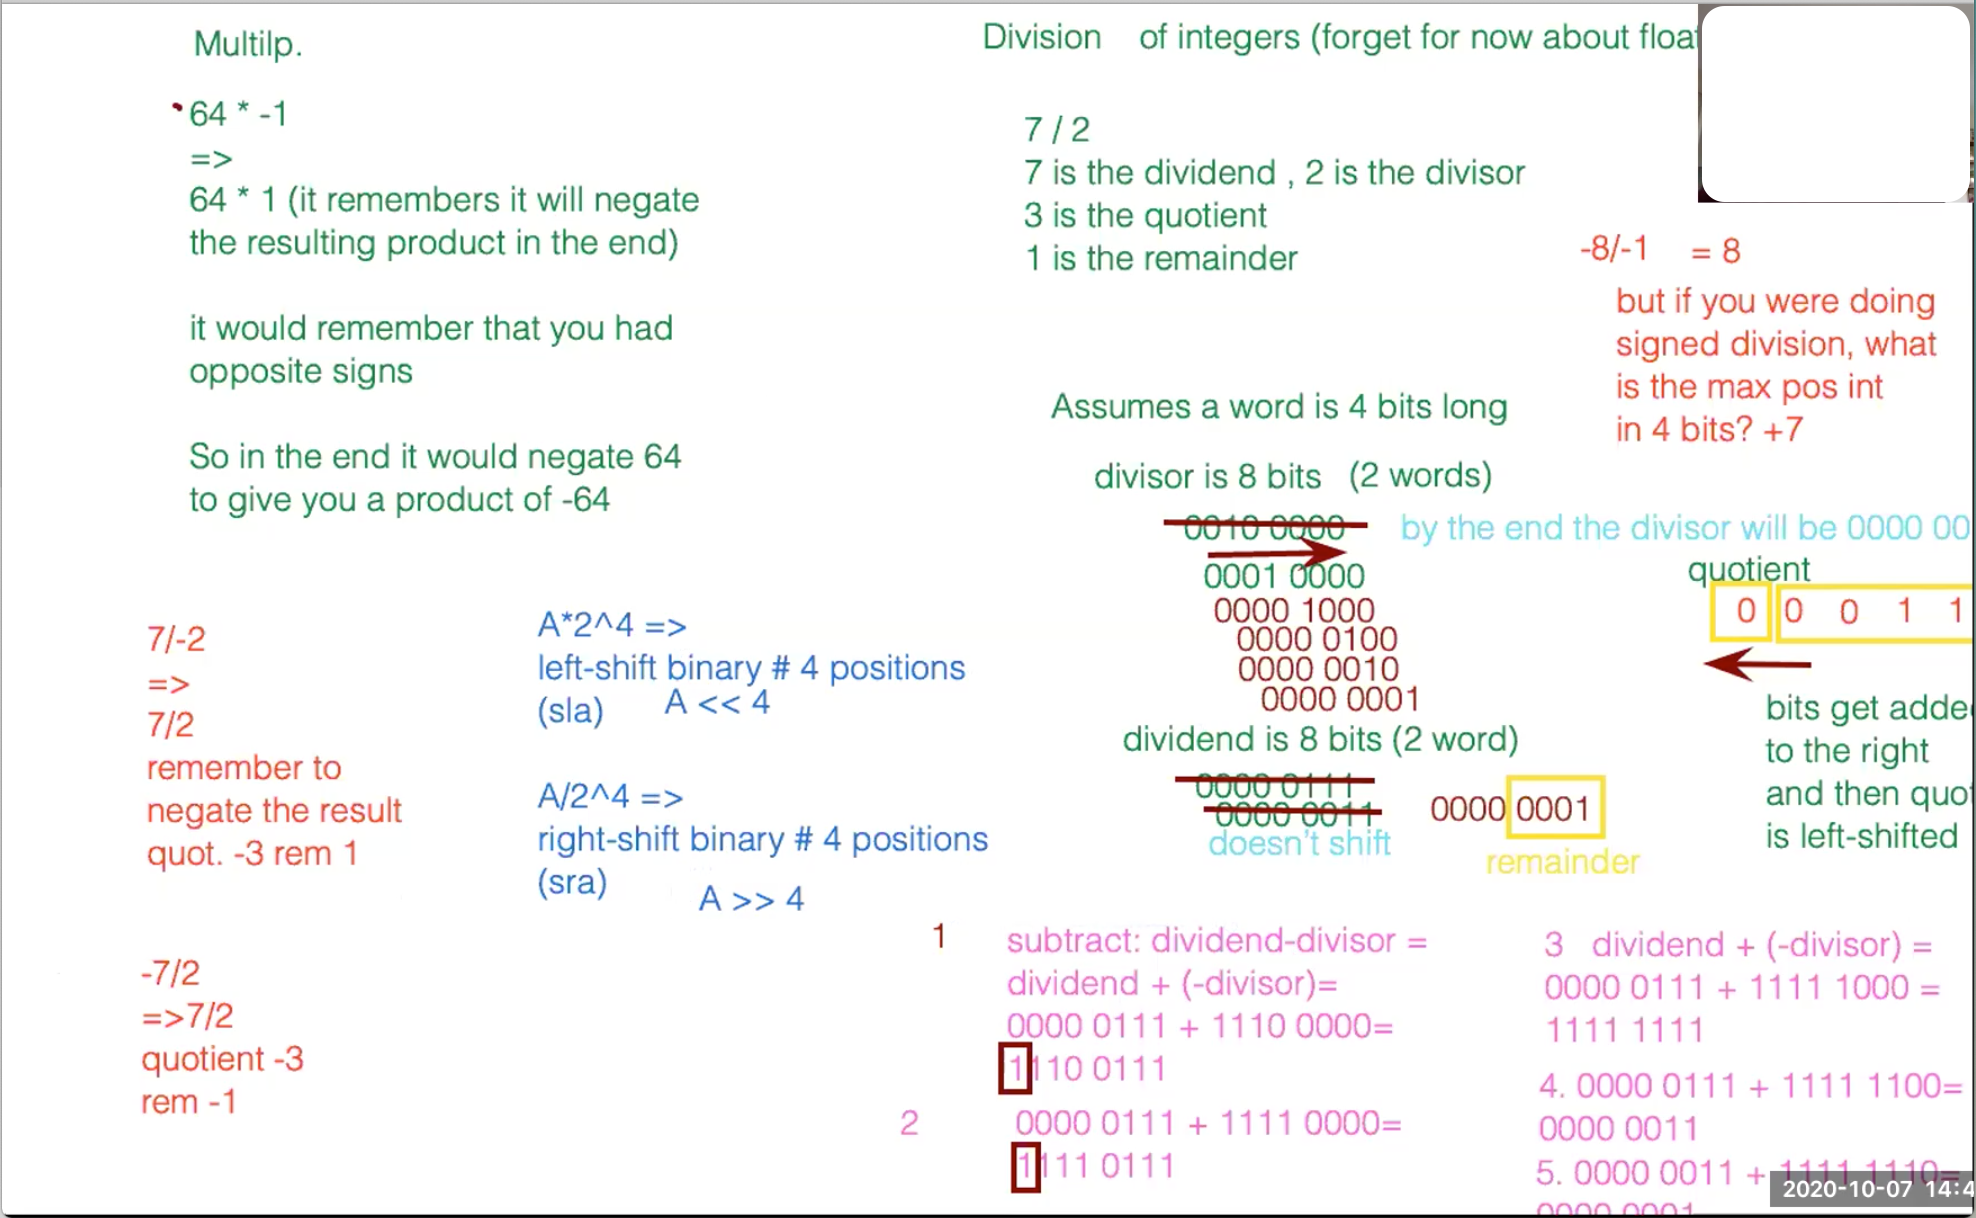 Multilp.
64 * -1
=>
64 * 1 (it remembers it will negate
the resulting product in the end)
it would remember that you had
opposite signs
So in the end it would negate 64
to give you a product of -64
7/-2
=>
7/2
remember to
negate the result
quot. -3 rem 1
-7/2
=>7/2
quotient -3
rem -1
A*2^4 =>
left-shift binary # 4 positions
(sla) A << 4
A/2^4 =>
right-shift binary # 4 positions
(sra) A >> 4
Division of integers (forget for now about
7 / 2
7 is the dividend , 2 is the divisor
3 is the quotient
1 is the remainder
-8/-1 = 8
but if you were doing
signed division, what
is the max pos int
in 4 bits? +7
Assumes a word is 4 bits long
divisor is 8 bits (2 words)
0010 0000
by the end the divisor will be 0000 00
0001 0000
0000 1000
0000 0100
0000 0010
0000 0001
quotient
0 0 0 1 1
bits get adde
to the right
and then quo
is left-shifted
dividend is 8 bits (2 word)
0000 0111
0000 0011
doesn't shift
0000 0001
remainder
1 subtract: dividend-divisor =
dividend + (-divisor)=
0000 0111 + 1110 0000=
1110 0111
2 0000 0111 + 1111 0000=
1111 0111
3 dividend + (-divisor) =
0000 0111 + 1111 1000 =
1111 1111
4. 0000 0111 + 1111 1100=
0000 0011
5. 0000 0011 + 1111 1110=
0000 0001
2020-10-07 14:4